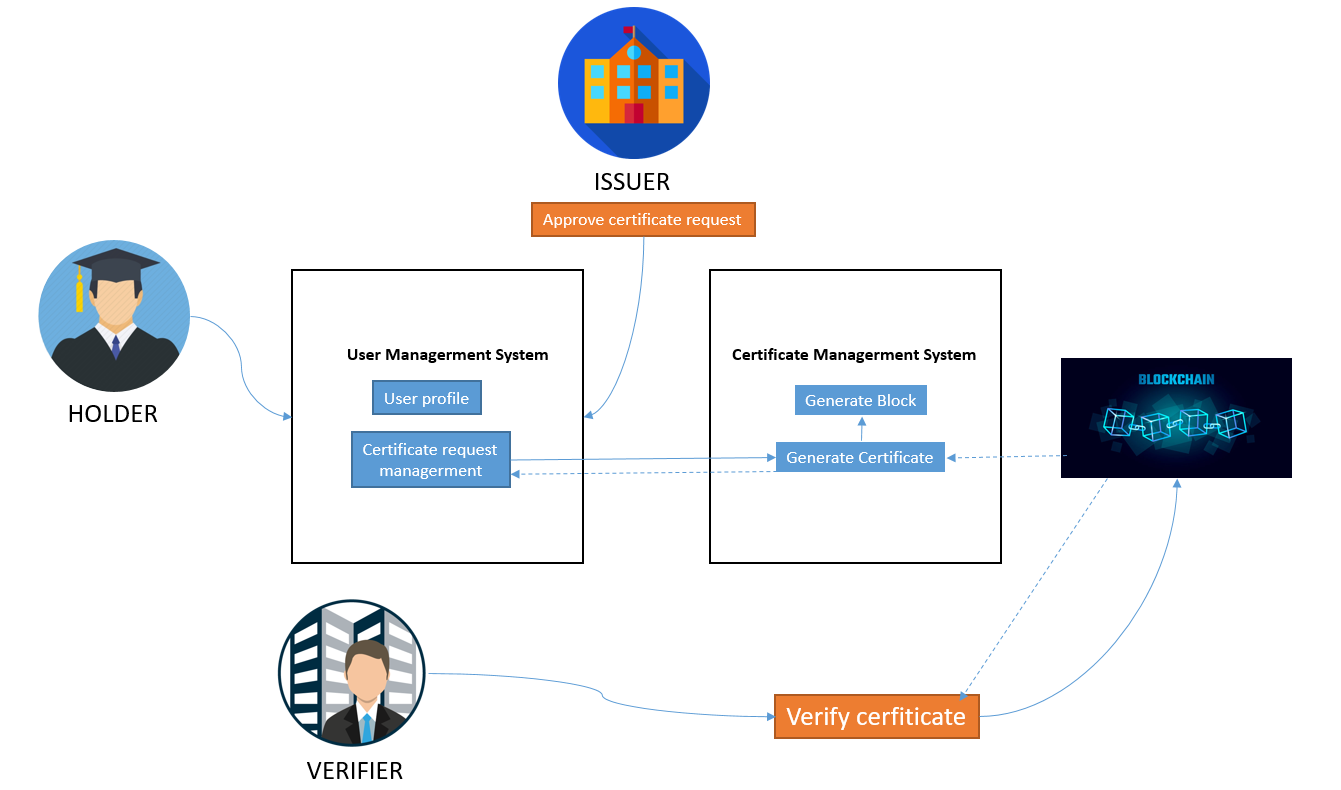 ISSUER
Approve certificate request
HOLDER
User Managerment System
User profile
Certificate request
managerment
Certificate Managerment System
Generate Block
Generate Certificate
BLOCKCHAIN
VERIFIER
Verify cerfiticate